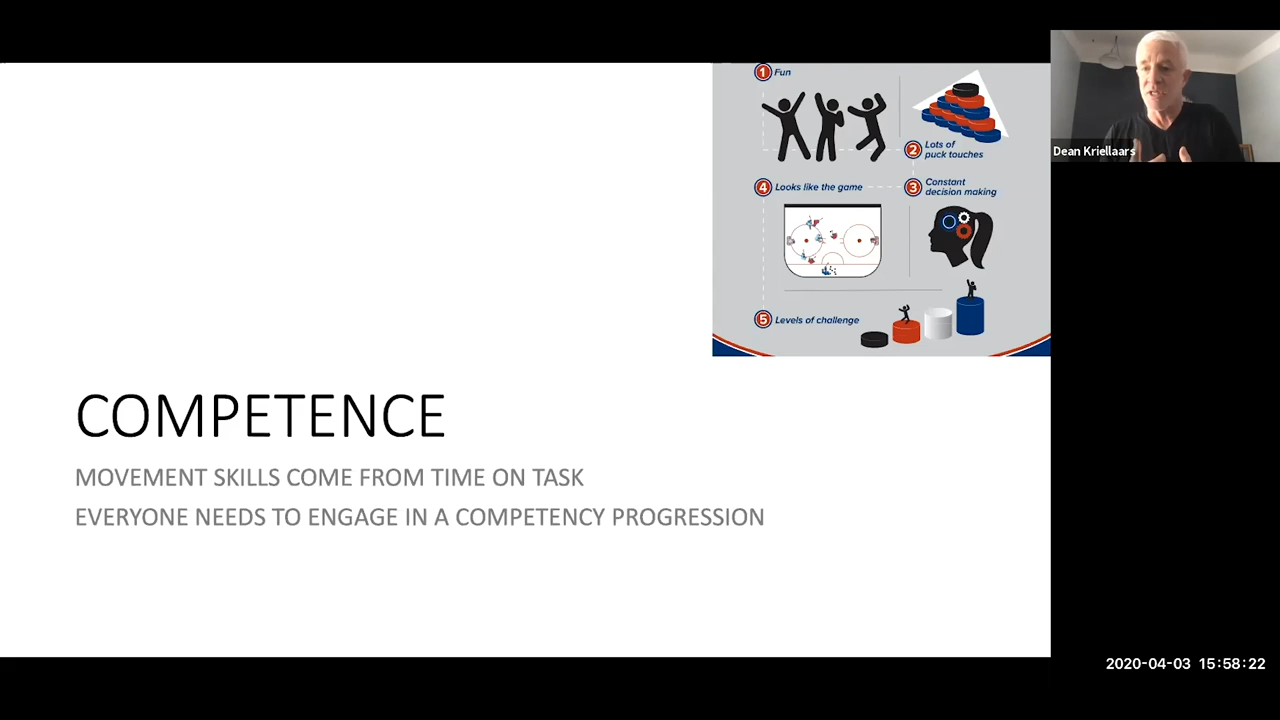 1 Fun
2 Lots of
puck touches
4 Looks like the game
3 Constant
decision making
5 Levels of challenge
COMPETENCE
MOVEMENT SKILLS COME FROM TIME ON TASK
EVERYONE NEEDS TO ENGAGE IN A COMPETENCY PROGRESSION
Dean Kriellaars
2020-04-03 15:58:22